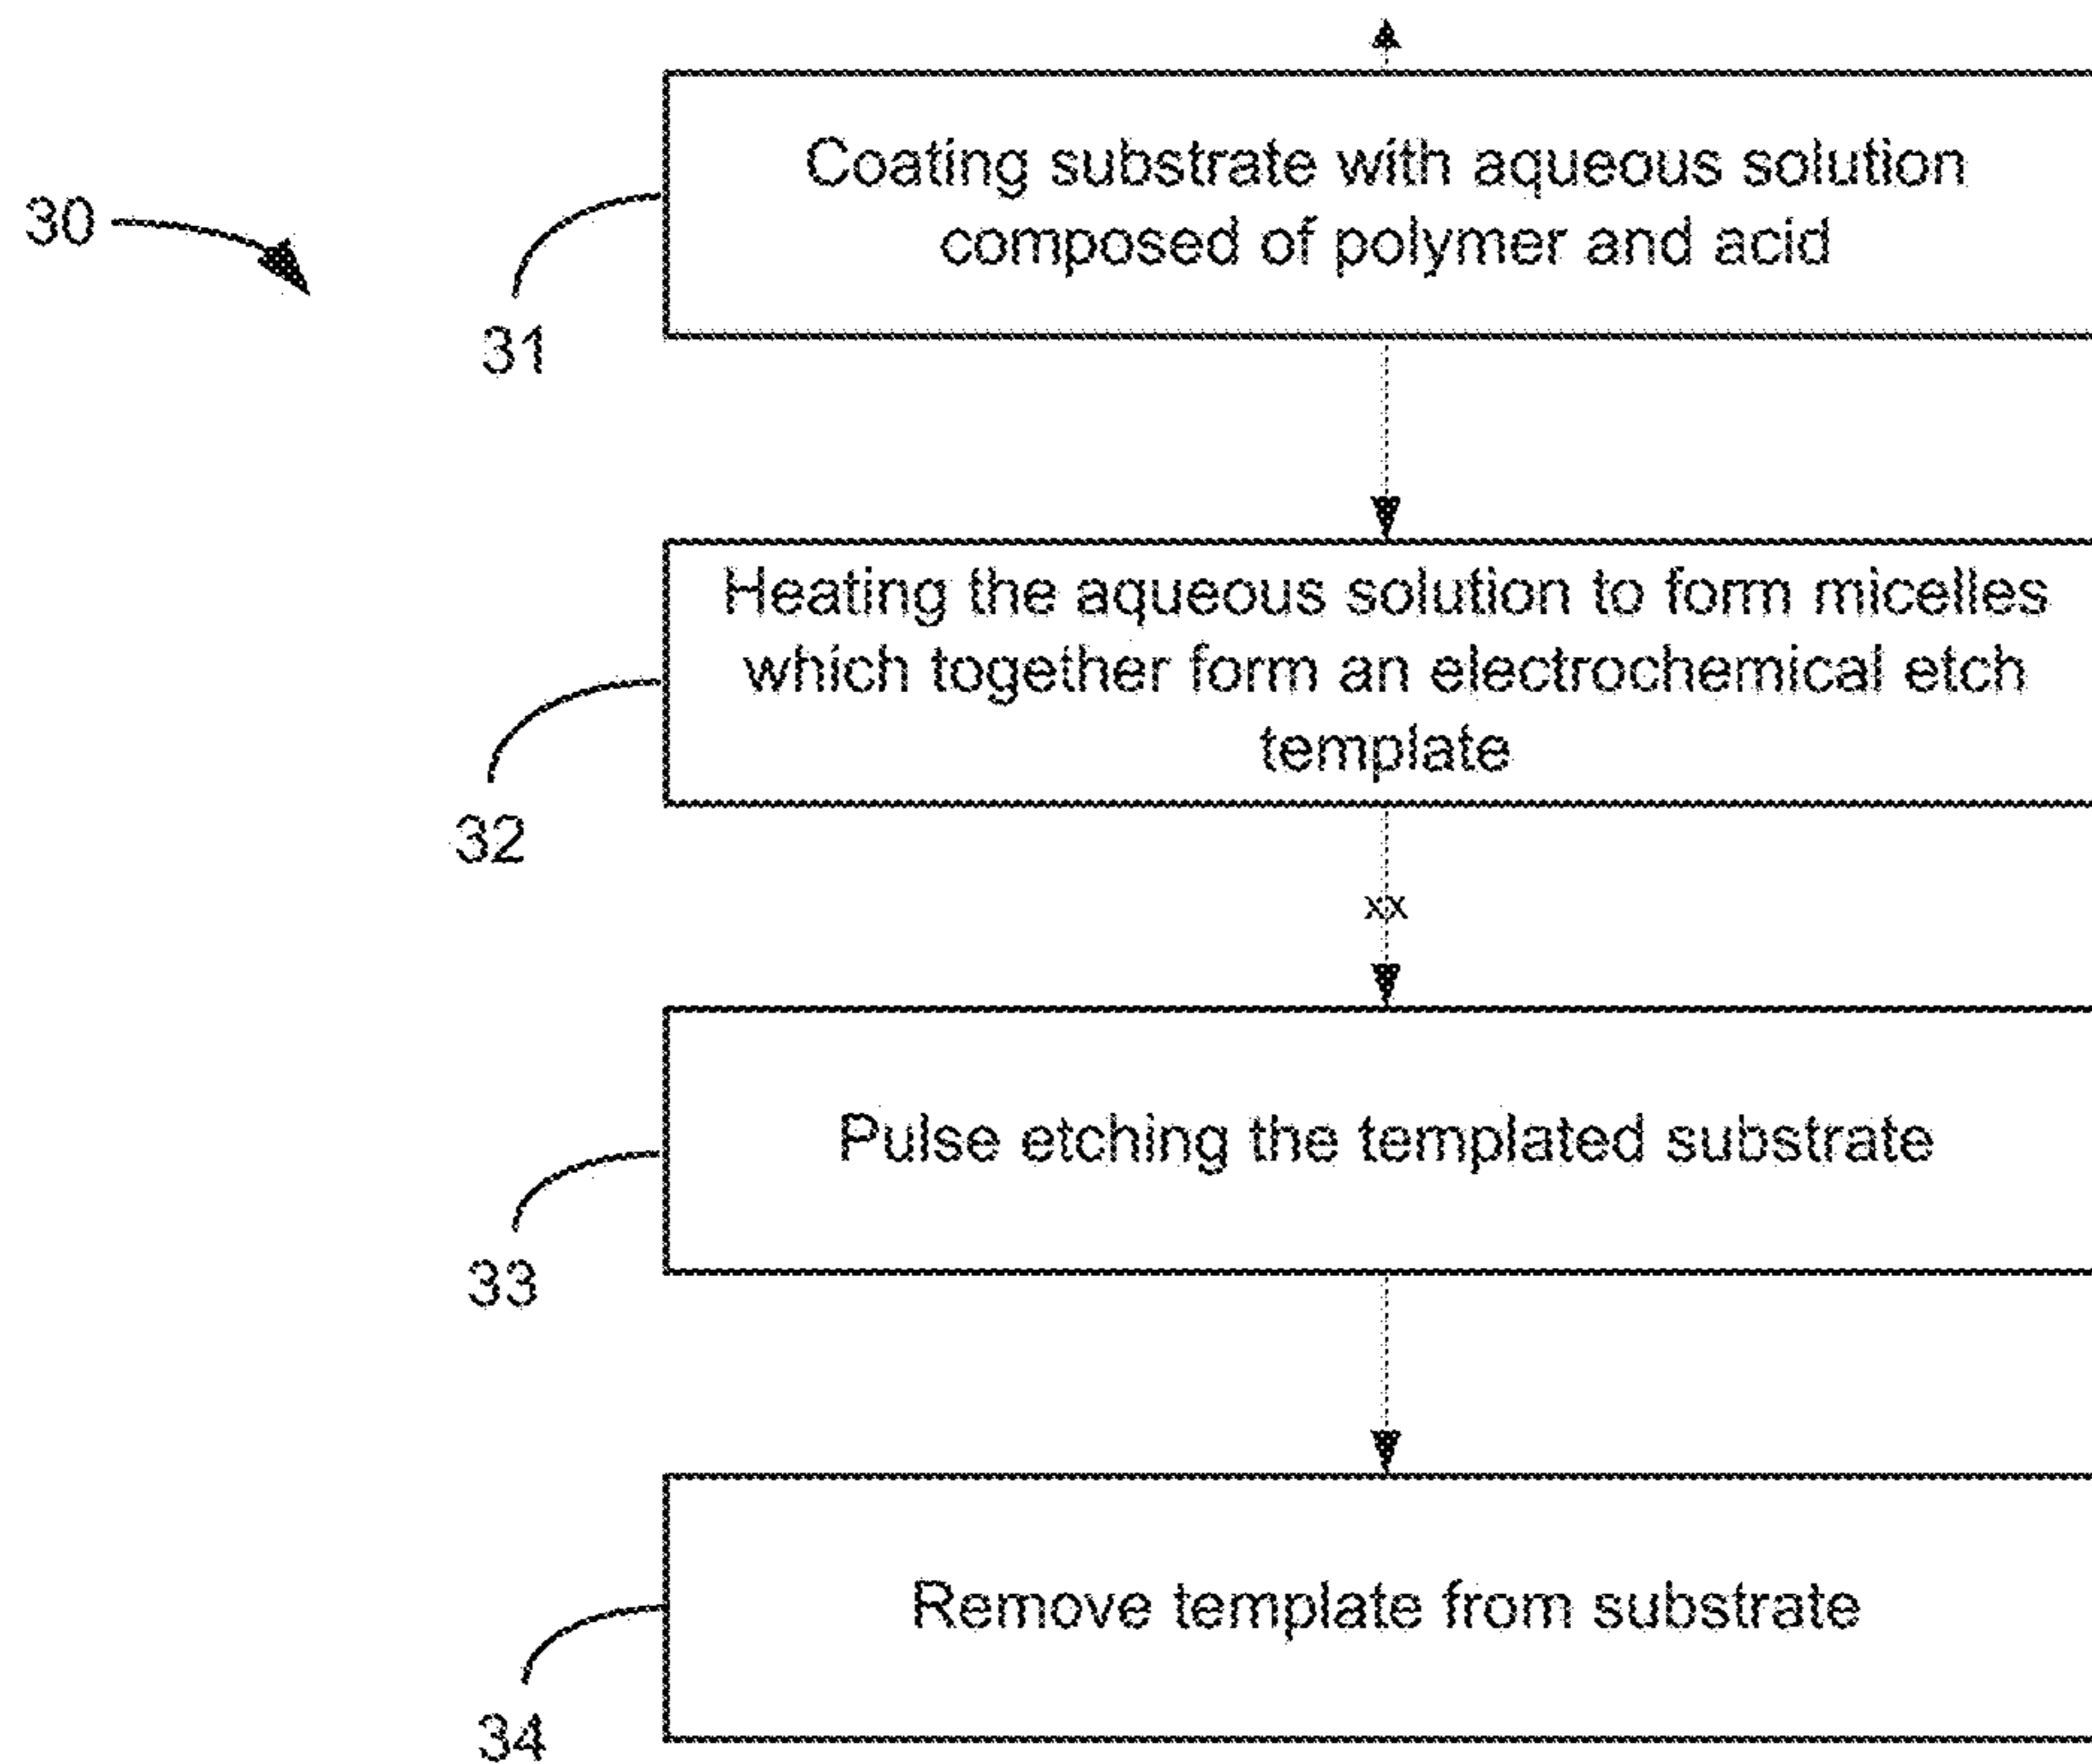 Coating substrate with aqueous solution
composed of polymer and acid
30
31
Heating the aqueous solution to form micelles
which together form an electrochemical etch
template
32
xx
Pulse etching the templated substrate
33
Remove template from substrate
34